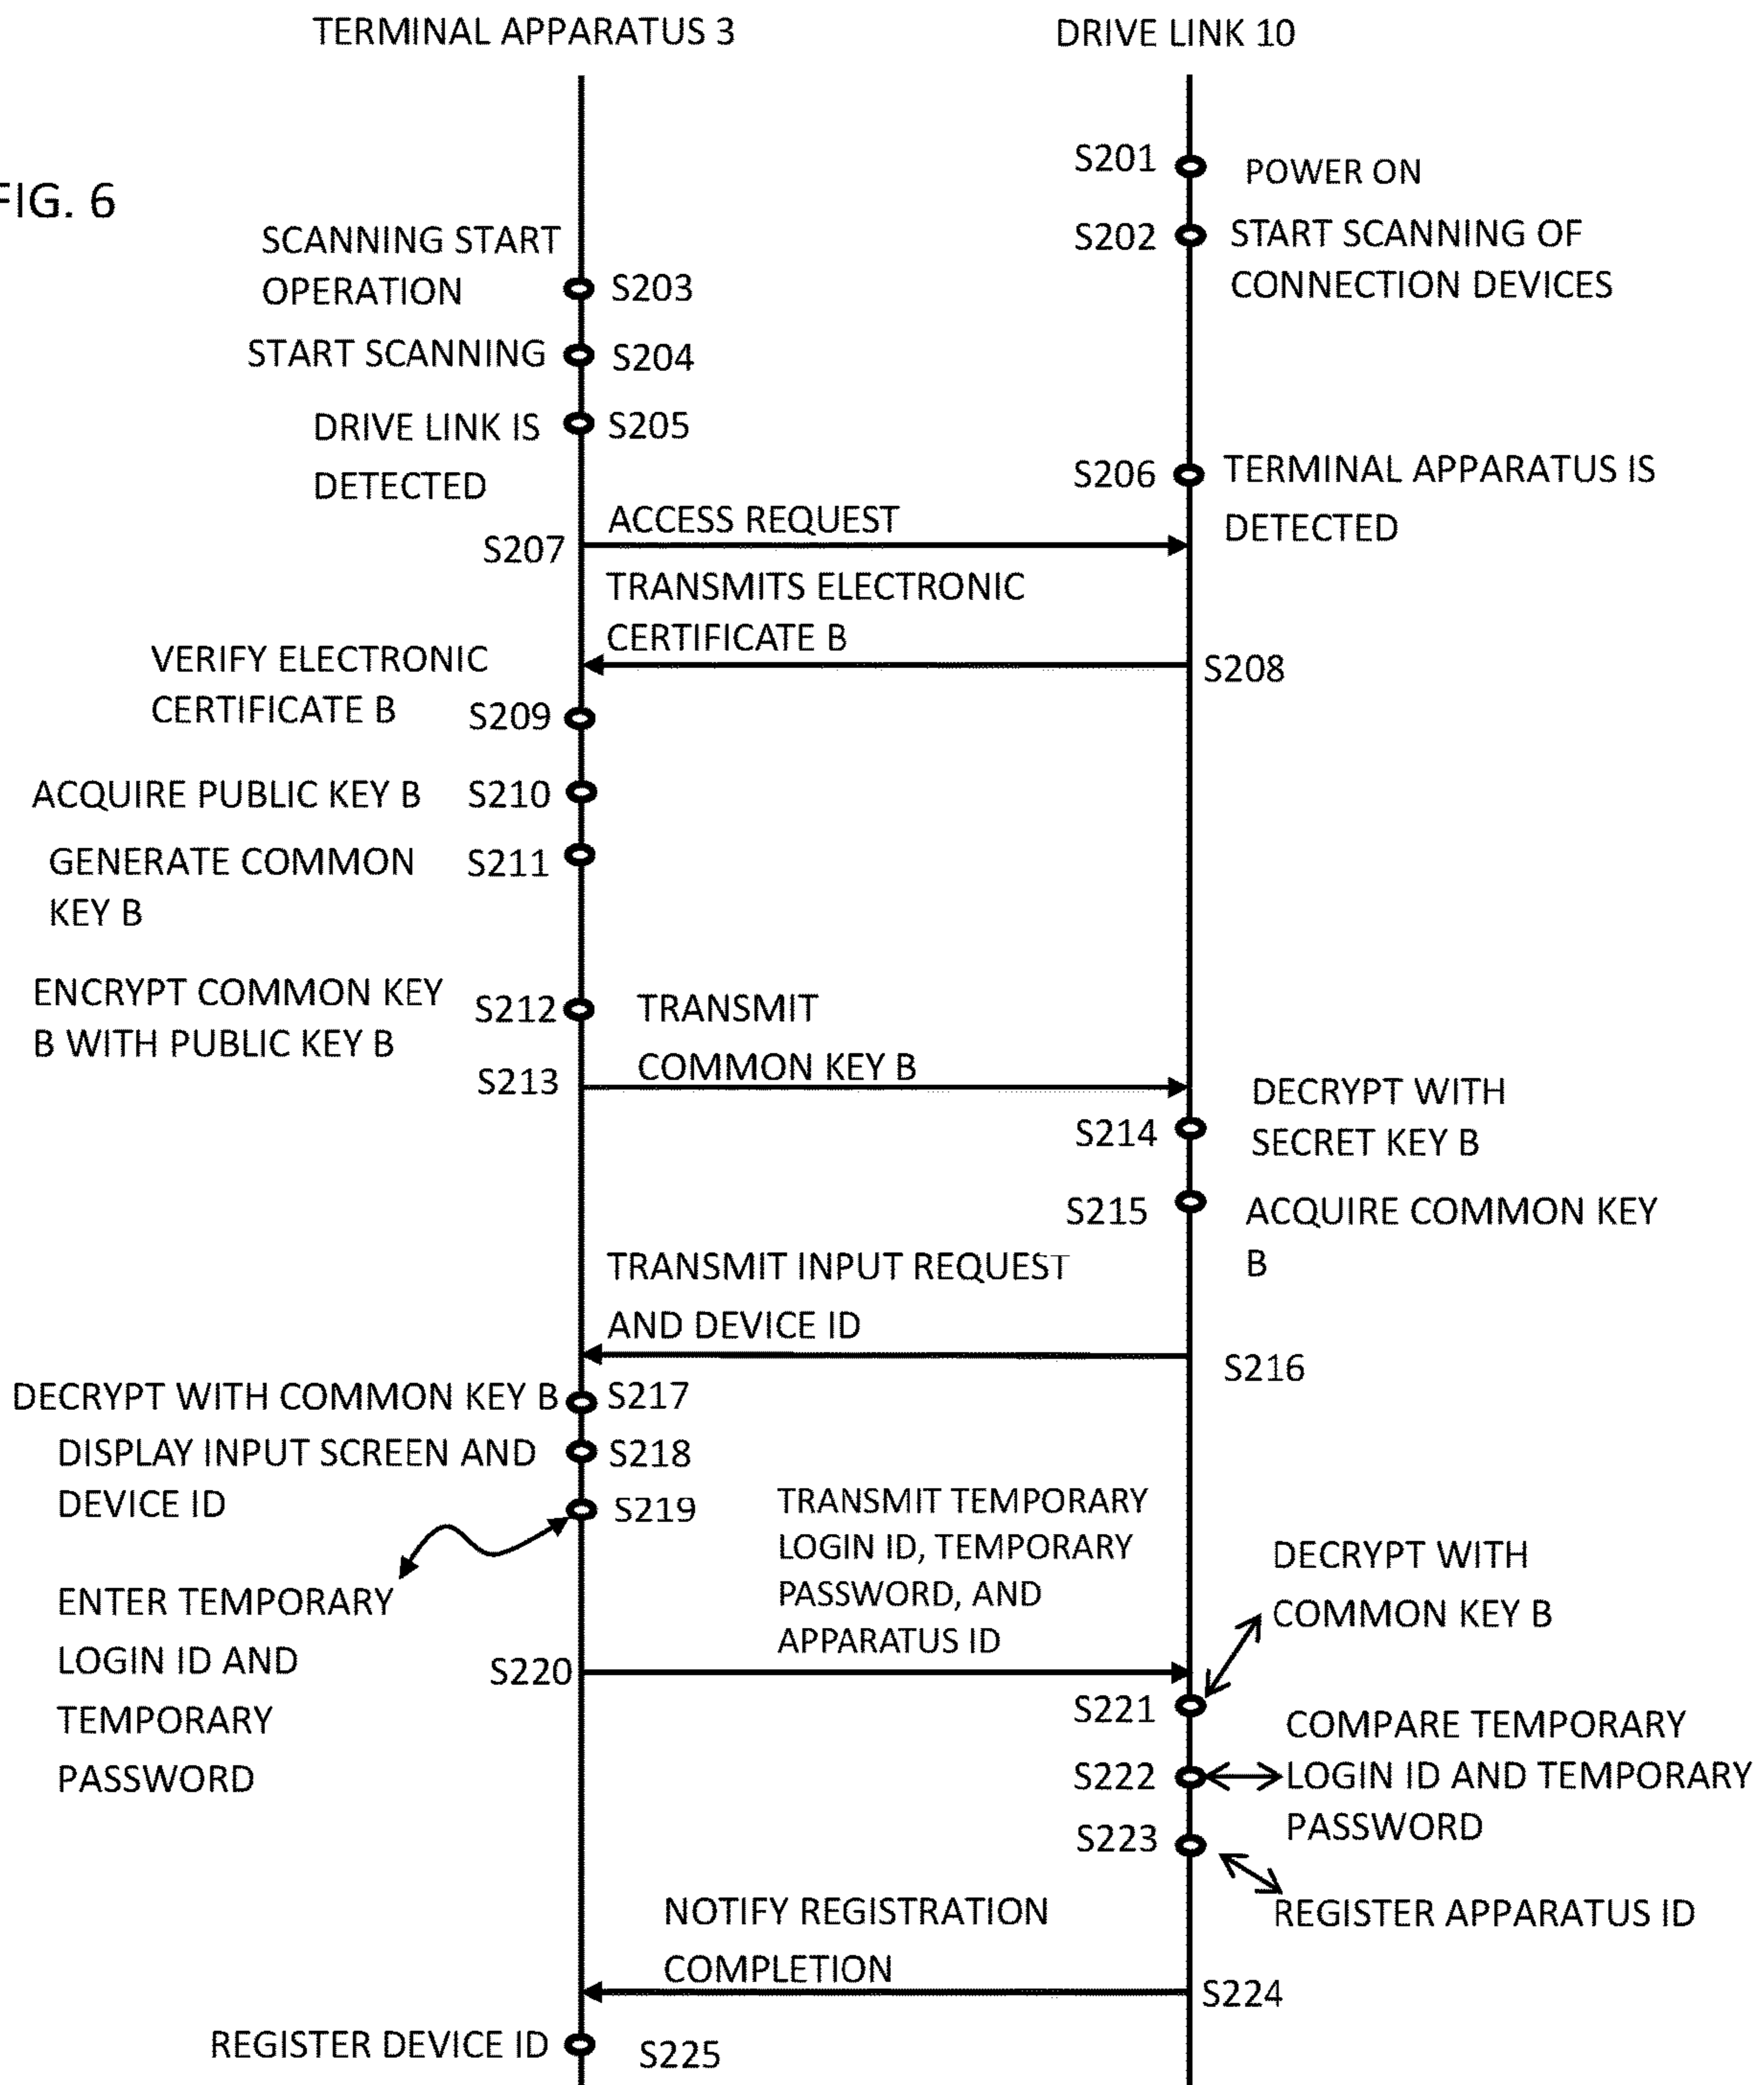 TERMINAL APPARATUS 3
DRIVE LINK 10
FIG. 6
S201
POWER ON
S202
START SCANNING OF
CONNECTION DEVICES
SCANNING START
OPERATION
S203
START SCANNING
S204
DRIVE LINK IS
DETECTED
S205
S206
TERMINAL APPARATUS IS
DETECTED
ACCESS REQUEST
S207
TRANSMITS ELECTRONIC
CERTIFICATE B
S208
VERIFY ELECTRONIC
CERTIFICATE B
S209
ACQUIRE PUBLIC KEY B
S210
GENERATE COMMON
KEY B
S211
ENCRYPT COMMON KEY
B WITH PUBLIC KEY B
S212
TRANSMIT
COMMON KEY B
S213
DECRYPT WITH
SECRET KEY B
S214
S215
ACQUIRE COMMON KEY
B
TRANSMIT INPUT REQUEST
AND DEVICE ID
S216
DECRYPT WITH COMMON KEY B
S217
DISPLAY INPUT SCREEN AND
DEVICE ID
S218
S219
ENTER TEMPORARY
LOGIN ID AND
TEMPORARY
PASSWORD
TRANSMIT TEMPORARY
LOGIN ID, TEMPORARY
PASSWORD, AND
APPARATUS ID
S220
DECRYPT WITH
COMMON KEY B
S221
COMPARE TEMPORARY
LOGIN ID AND TEMPORARY
PASSWORD
S222
S223
REGISTER APPARATUS ID
NOTIFY REGISTRATION
COMPLETION
S224
REGISTER DEVICE ID
S225